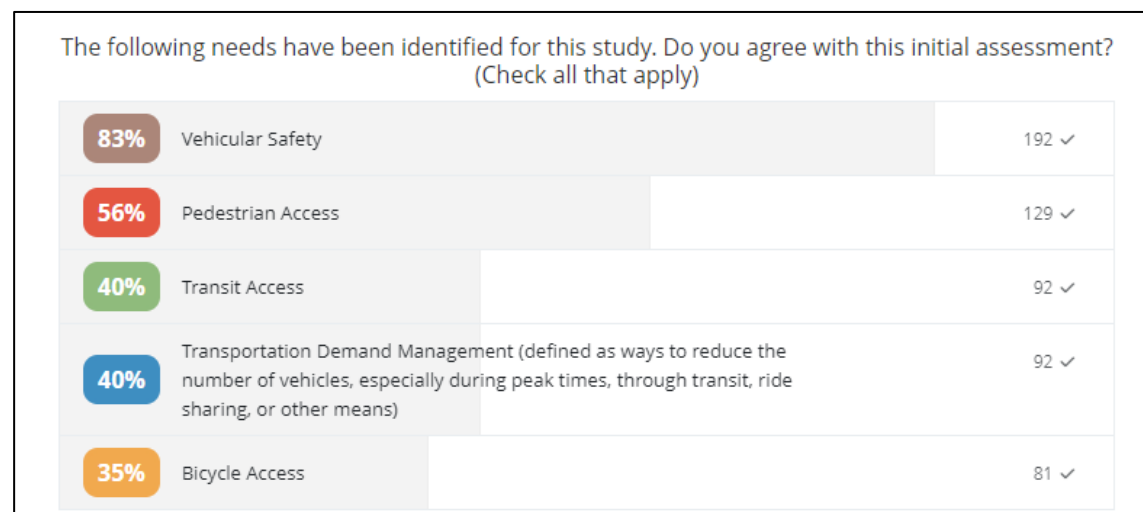 The following needs have been identified for this study. Do you agree with this initial assessment?
(Check all that apply)
83% Vehicular Safety 192 ✓
56% Pedestrian Access 129 ✓
40% Transit Access 92 ✓
Transportation Demand Management (defined as ways to reduce the 92 ✓
40% number of vehicles, especially during peak times, through transit, ride
sharing, or other means)
35% Bicycle Access 81 ✓